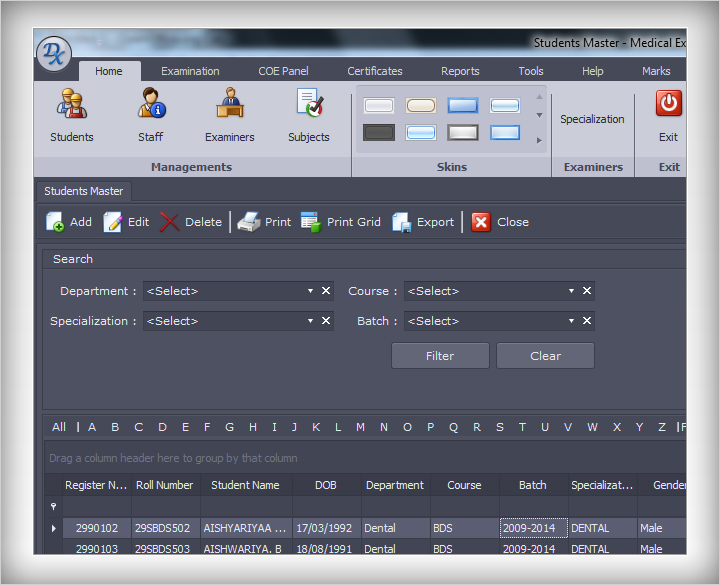 DX
Students Master - Medical Ex
Home Examination COE Panel Certificates Reports Tools Help Marks
Students Staff Examiners Subjects Specialization Exit
Managements Skins Examiners Exit
Students Master
Add Edit Delete Print Print Grid Export Close
Search
Department : <Select> Course : <Select>
Specialization : <Select> Batch : <Select>
Filter Clear
All | A B C D E F G H I J K L M N O P Q R S T U V W X Y Z |F
Drag a column header here to group by that column
Register N... Roll Number Student Name DOB Department Course Batch Specializat... Gender
2990102 29SBDS502 AISHYARIYAA ... 17/03/1992 Dental BDS 2009-2014 DENTAL Male
2990103 29SBDS503 AISHWARIYA. B 18/08/1991 Dental BDS 2009-2014 DENTAL Male